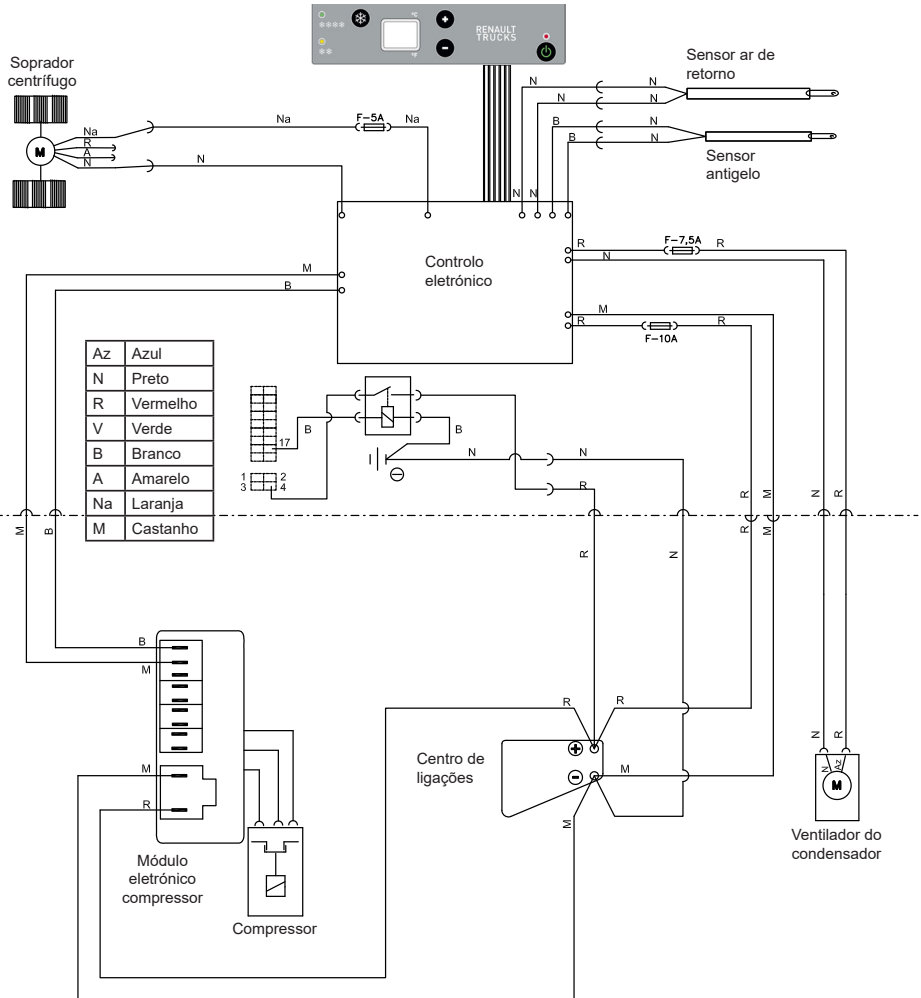 °C
❄❄❄❄
❄❄
°F
RENAULT
TRUCKS
Soprador
centrífugo
M
Na
R
A
N
Na
F-5A
Na
N
Sensor ar de
retorno
N
N
N
N
B
N
B
N
Sensor
antigelo
N N
Controlo
eletrónico
R
F-7,5A
R
N
M
R
F-10A
R
M
B
Az Azul
N Preto
R Vermelho
V Verde
B Branco
A Amarelo
Na Laranja
M Castanho
17
B
B
1 2
3 4
N
N
R
M
B
R
N
R
M
R
M
N
R
B
M
M
R
Módulo
eletrónico
compressor
Compressor
R
R
Centro de
ligações
M
M
N
R
N
Az
M
Ventilador do
condensador